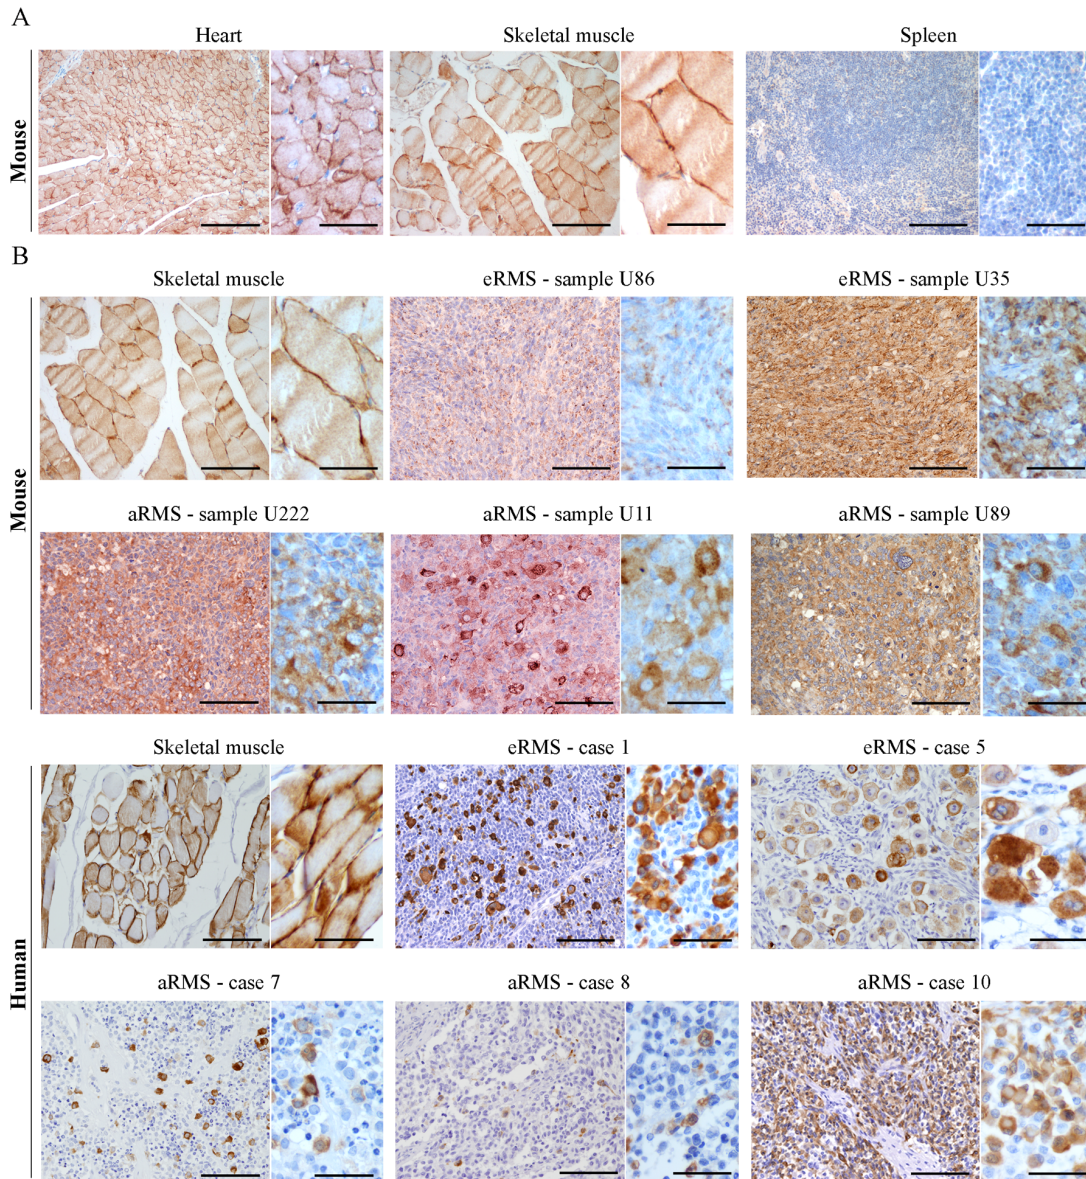 A
Heart
Skeletal muscle
Spleen
Mouse
B
Skeletal muscle
eRMS - sample U86
eRMS - sample U35
Mouse
aRMS - sample U222
aRMS - sample U11
aRMS - sample U89
Skeletal muscle
eRMS - case 1
eRMS - case 5
Human
aRMS - case 7
aRMS - case 8
aRMS - case 10